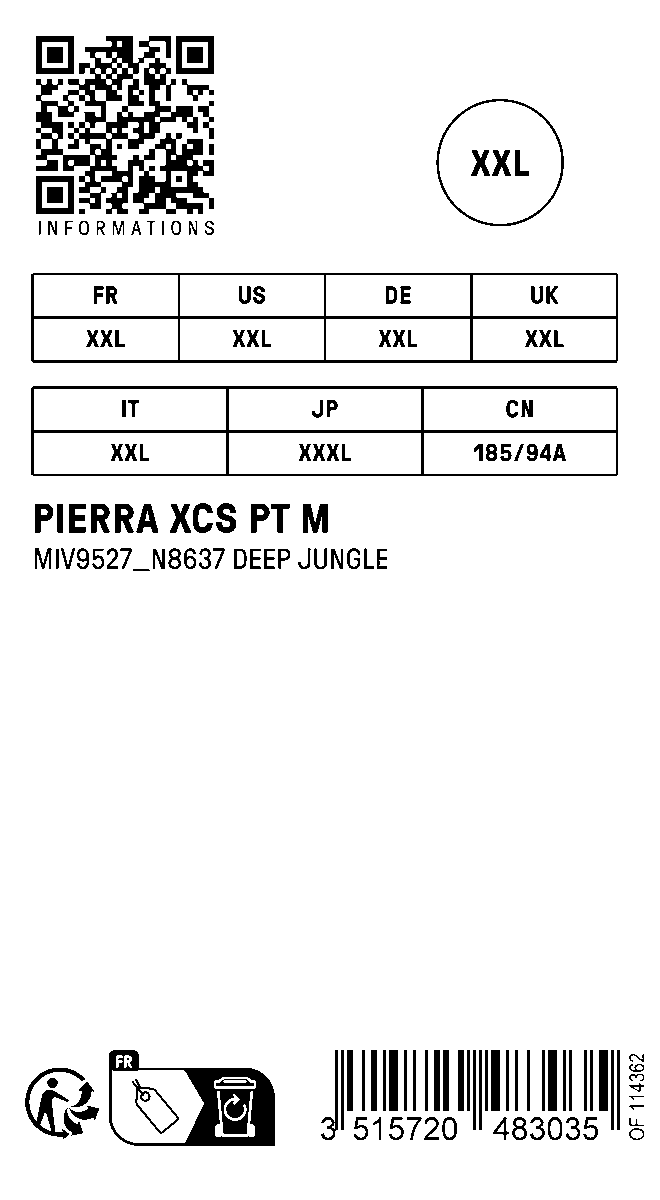 INFORMATIONS
XXL
FR US DE UK
XXL XXL XXL XXL
IT JP CN
XXL XXXL 185/94A
PIERRA XCS PT M
MIV9527_N8637 DEEP JUNGLE
FR
3 515720 483035
OF 114362